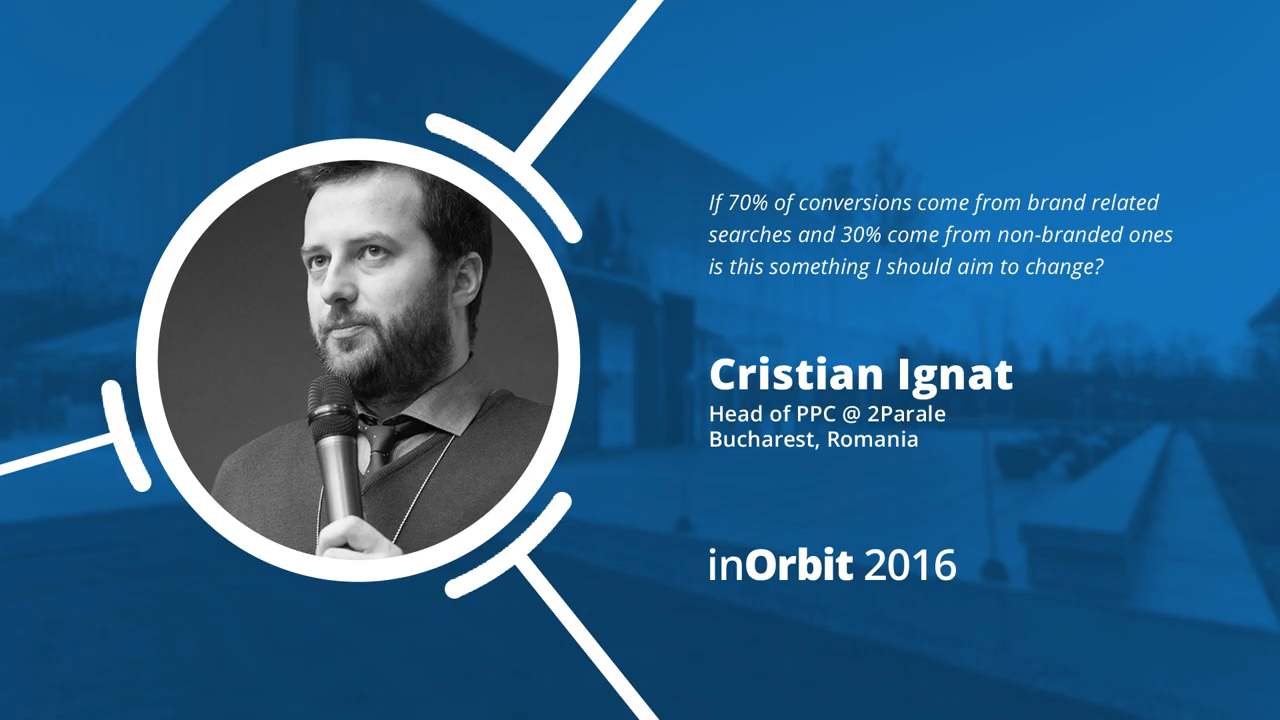 If 70% of conversions come from brand related
searches and 30% come from non-branded ones
is this something I should aim to change?
Cristian Ignat
Head of PPC @ 2Parale
Bucharest, Romania
inOrbit 2016